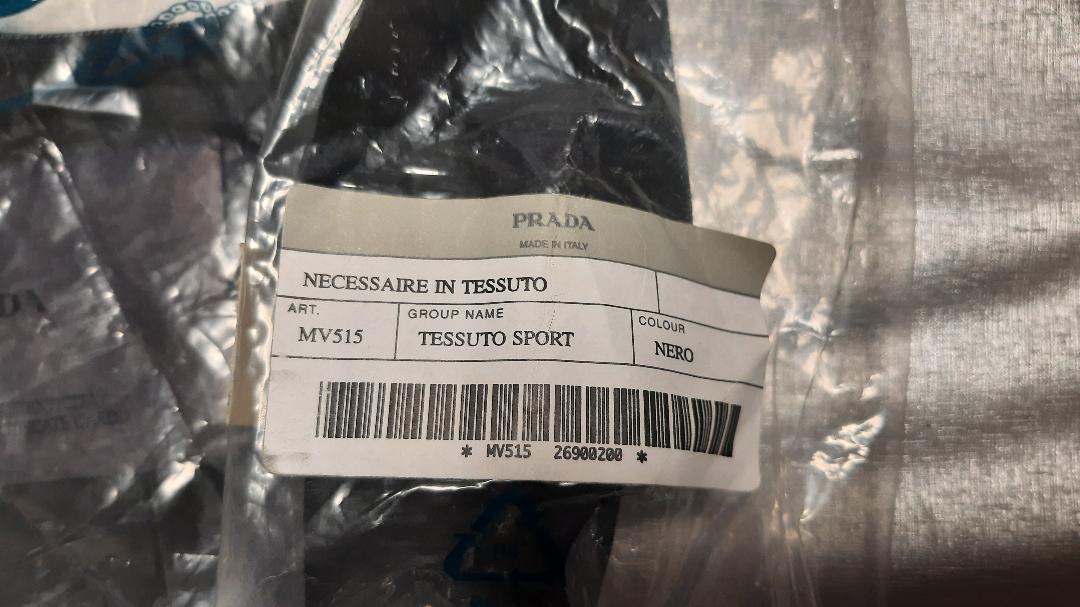 PRADA
MADE IN ITALY
NECESSAIRE IN TESSUTO
ART.
MV515
GROUP NAME
TESSUTO SPORT
COLOUR
NERO
* MV515 26900200 *